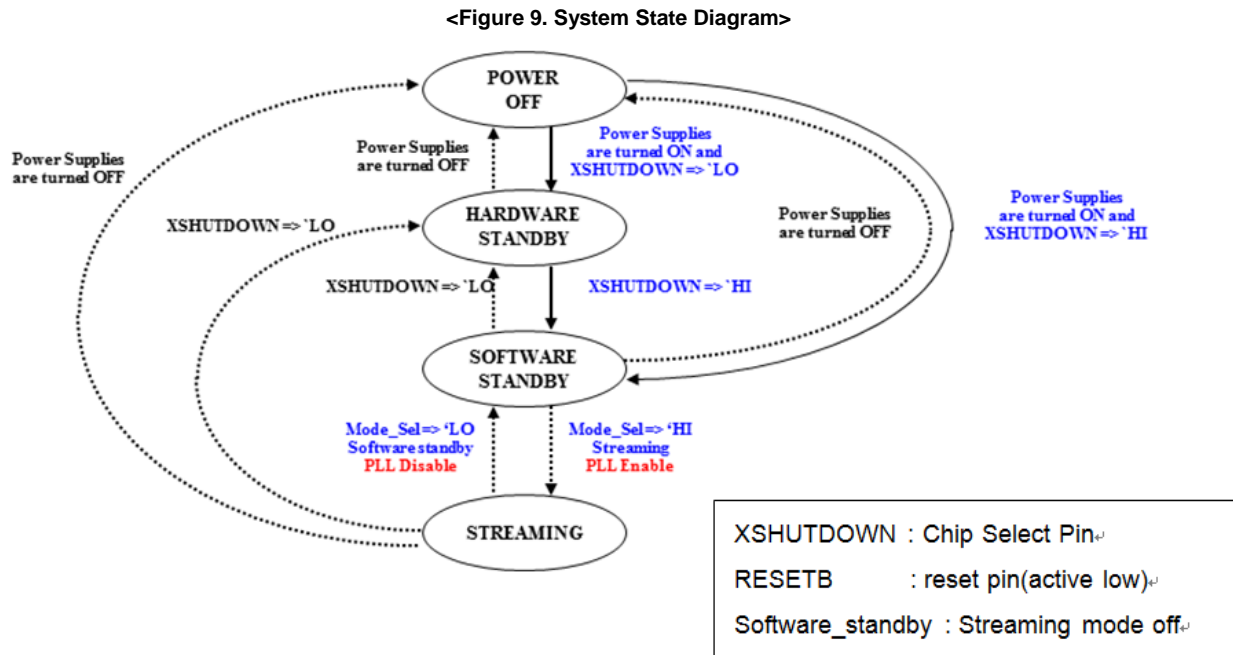 <Figure 9. System State Diagram>
POWER
OFF
Power Supplies
are turned OFF
Power Supplies
are turned OFF
Power Supplies
are turned ON and
XSHUTDOWN =>`LO
Power Supplies
are turned OFF
Power Supplies
are turned ON and
XSHUTDOWN =>`HI
XSHUTDOWN =>`LO
HARDWARE
STANDBY
XSHUTDOWN =>`LO
XSHUTDOWN =>`HI
SOFTWARE
STANDBY
Mode_Sel=> ‘LO
Software standby
PLL Disable
Mode_Sel=> ‘HI
Streaming
PLL Enable
STREAMING
XSHUTDOWN : Chip Select Pin↵
RESETB : reset pin(active low)↵
Software_standby : Streaming mode off↵